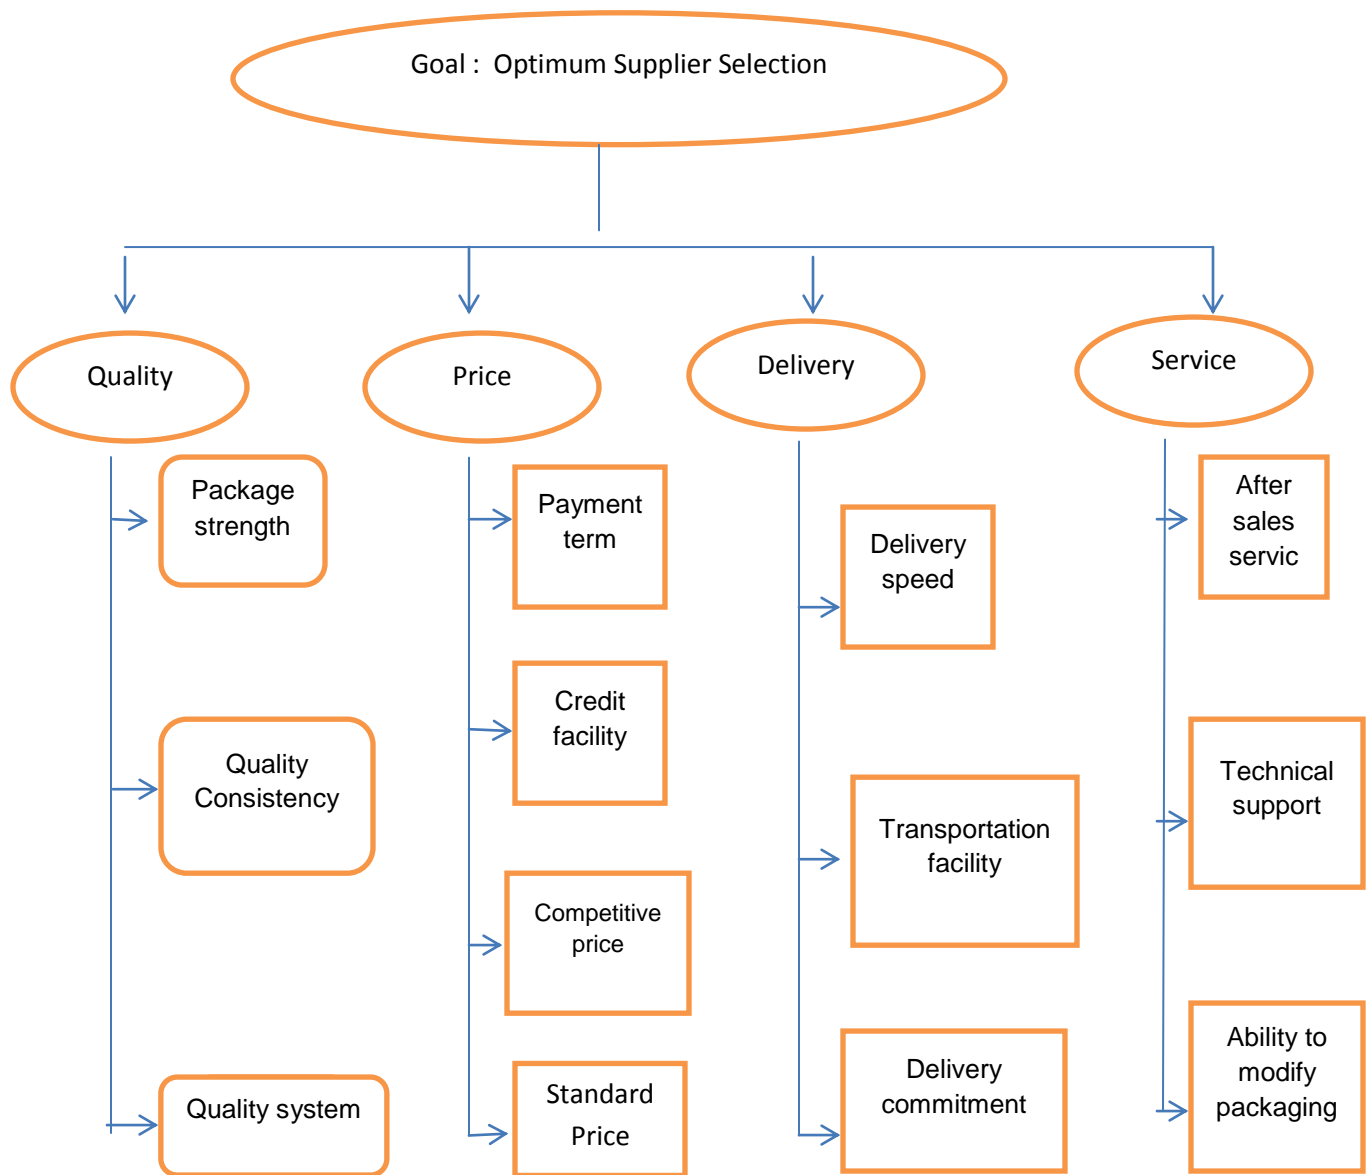 Goal :  Optimum Supplier Selection
Quality
Price
Delivery
Service
Package
strength
Quality
Consistency
Quality system
Payment
term
Credit
facility
Competitive
price
Standard
Price
Delivery
speed
Transportation
facility
Delivery
commitment
After
sales
servic
Technical
support
Ability to
modify
packaging